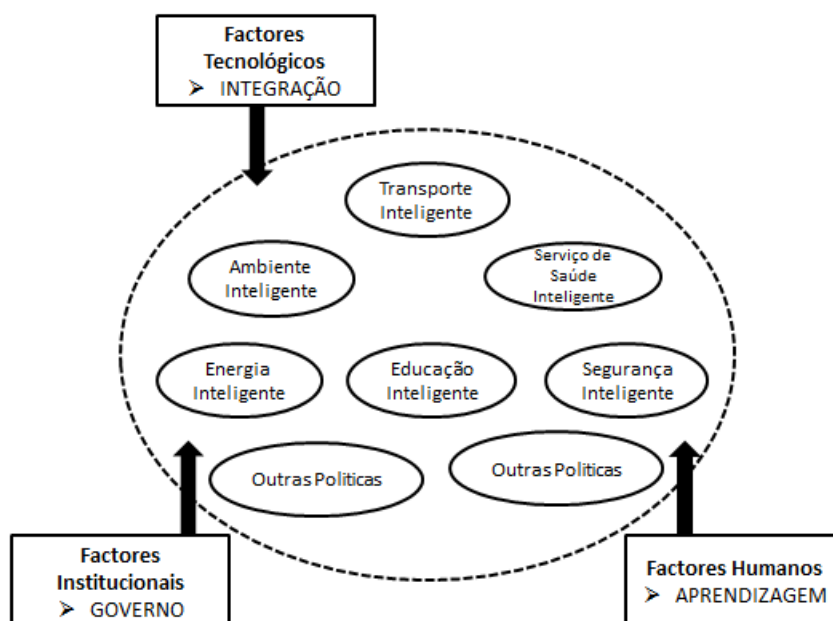 Factores
Tecnológicos
➢ INTEGRAÇÃO
Transporte
Inteligente
Ambiente
Inteligente
Serviço de
Saúde
Inteligente
Energia
Inteligente
Educação
Inteligente
Segurança
Inteligente
Outras Politicas
Outras Politicas
Factores
Institucionais
➢ GOVERNO
Factores Humanos
➢ APRENDIZAGEM